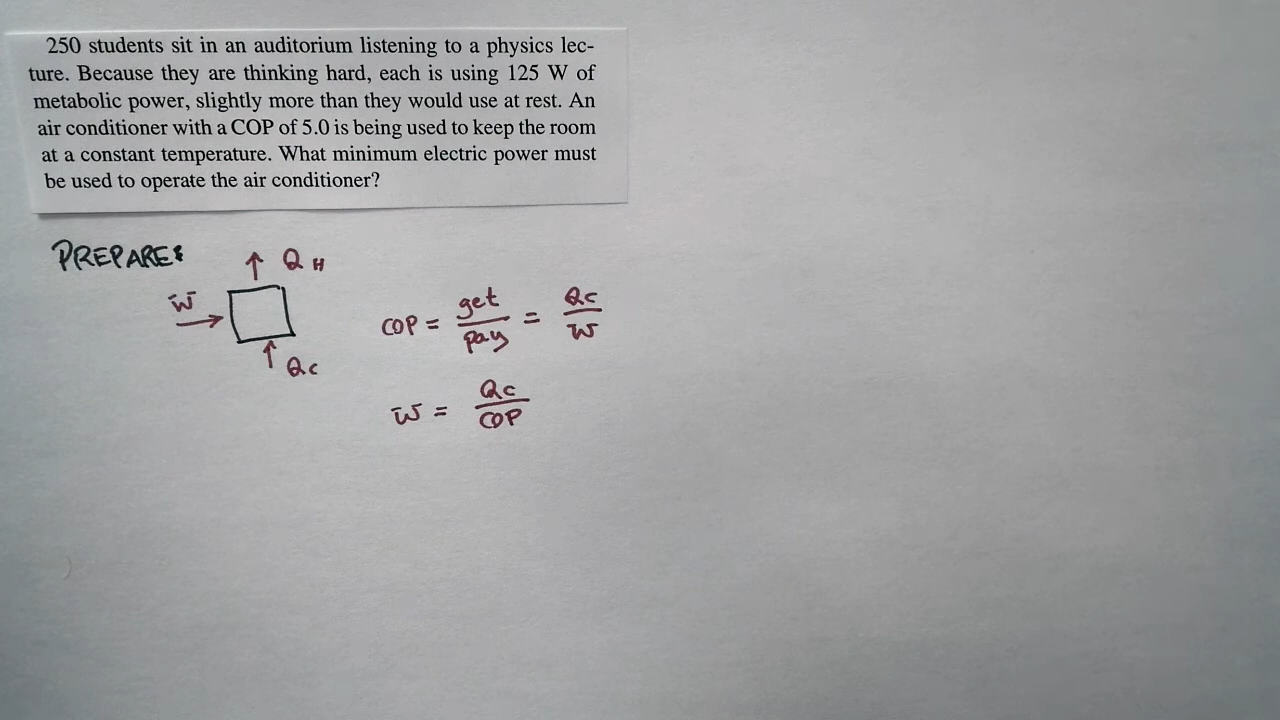 250 students sit in an auditorium listening to a physics lec-
ture. Because they are thinking hard, each is using 125 W of
metabolic power, slightly more than they would use at rest. An
air conditioner with a COP of 5.0 is being used to keep the room
at a constant temperature. What minimum electric power must
be used to operate the air conditioner?
PREPARE:
QH
W
QC
COP = get/pay = QC/W
W = QC/COP